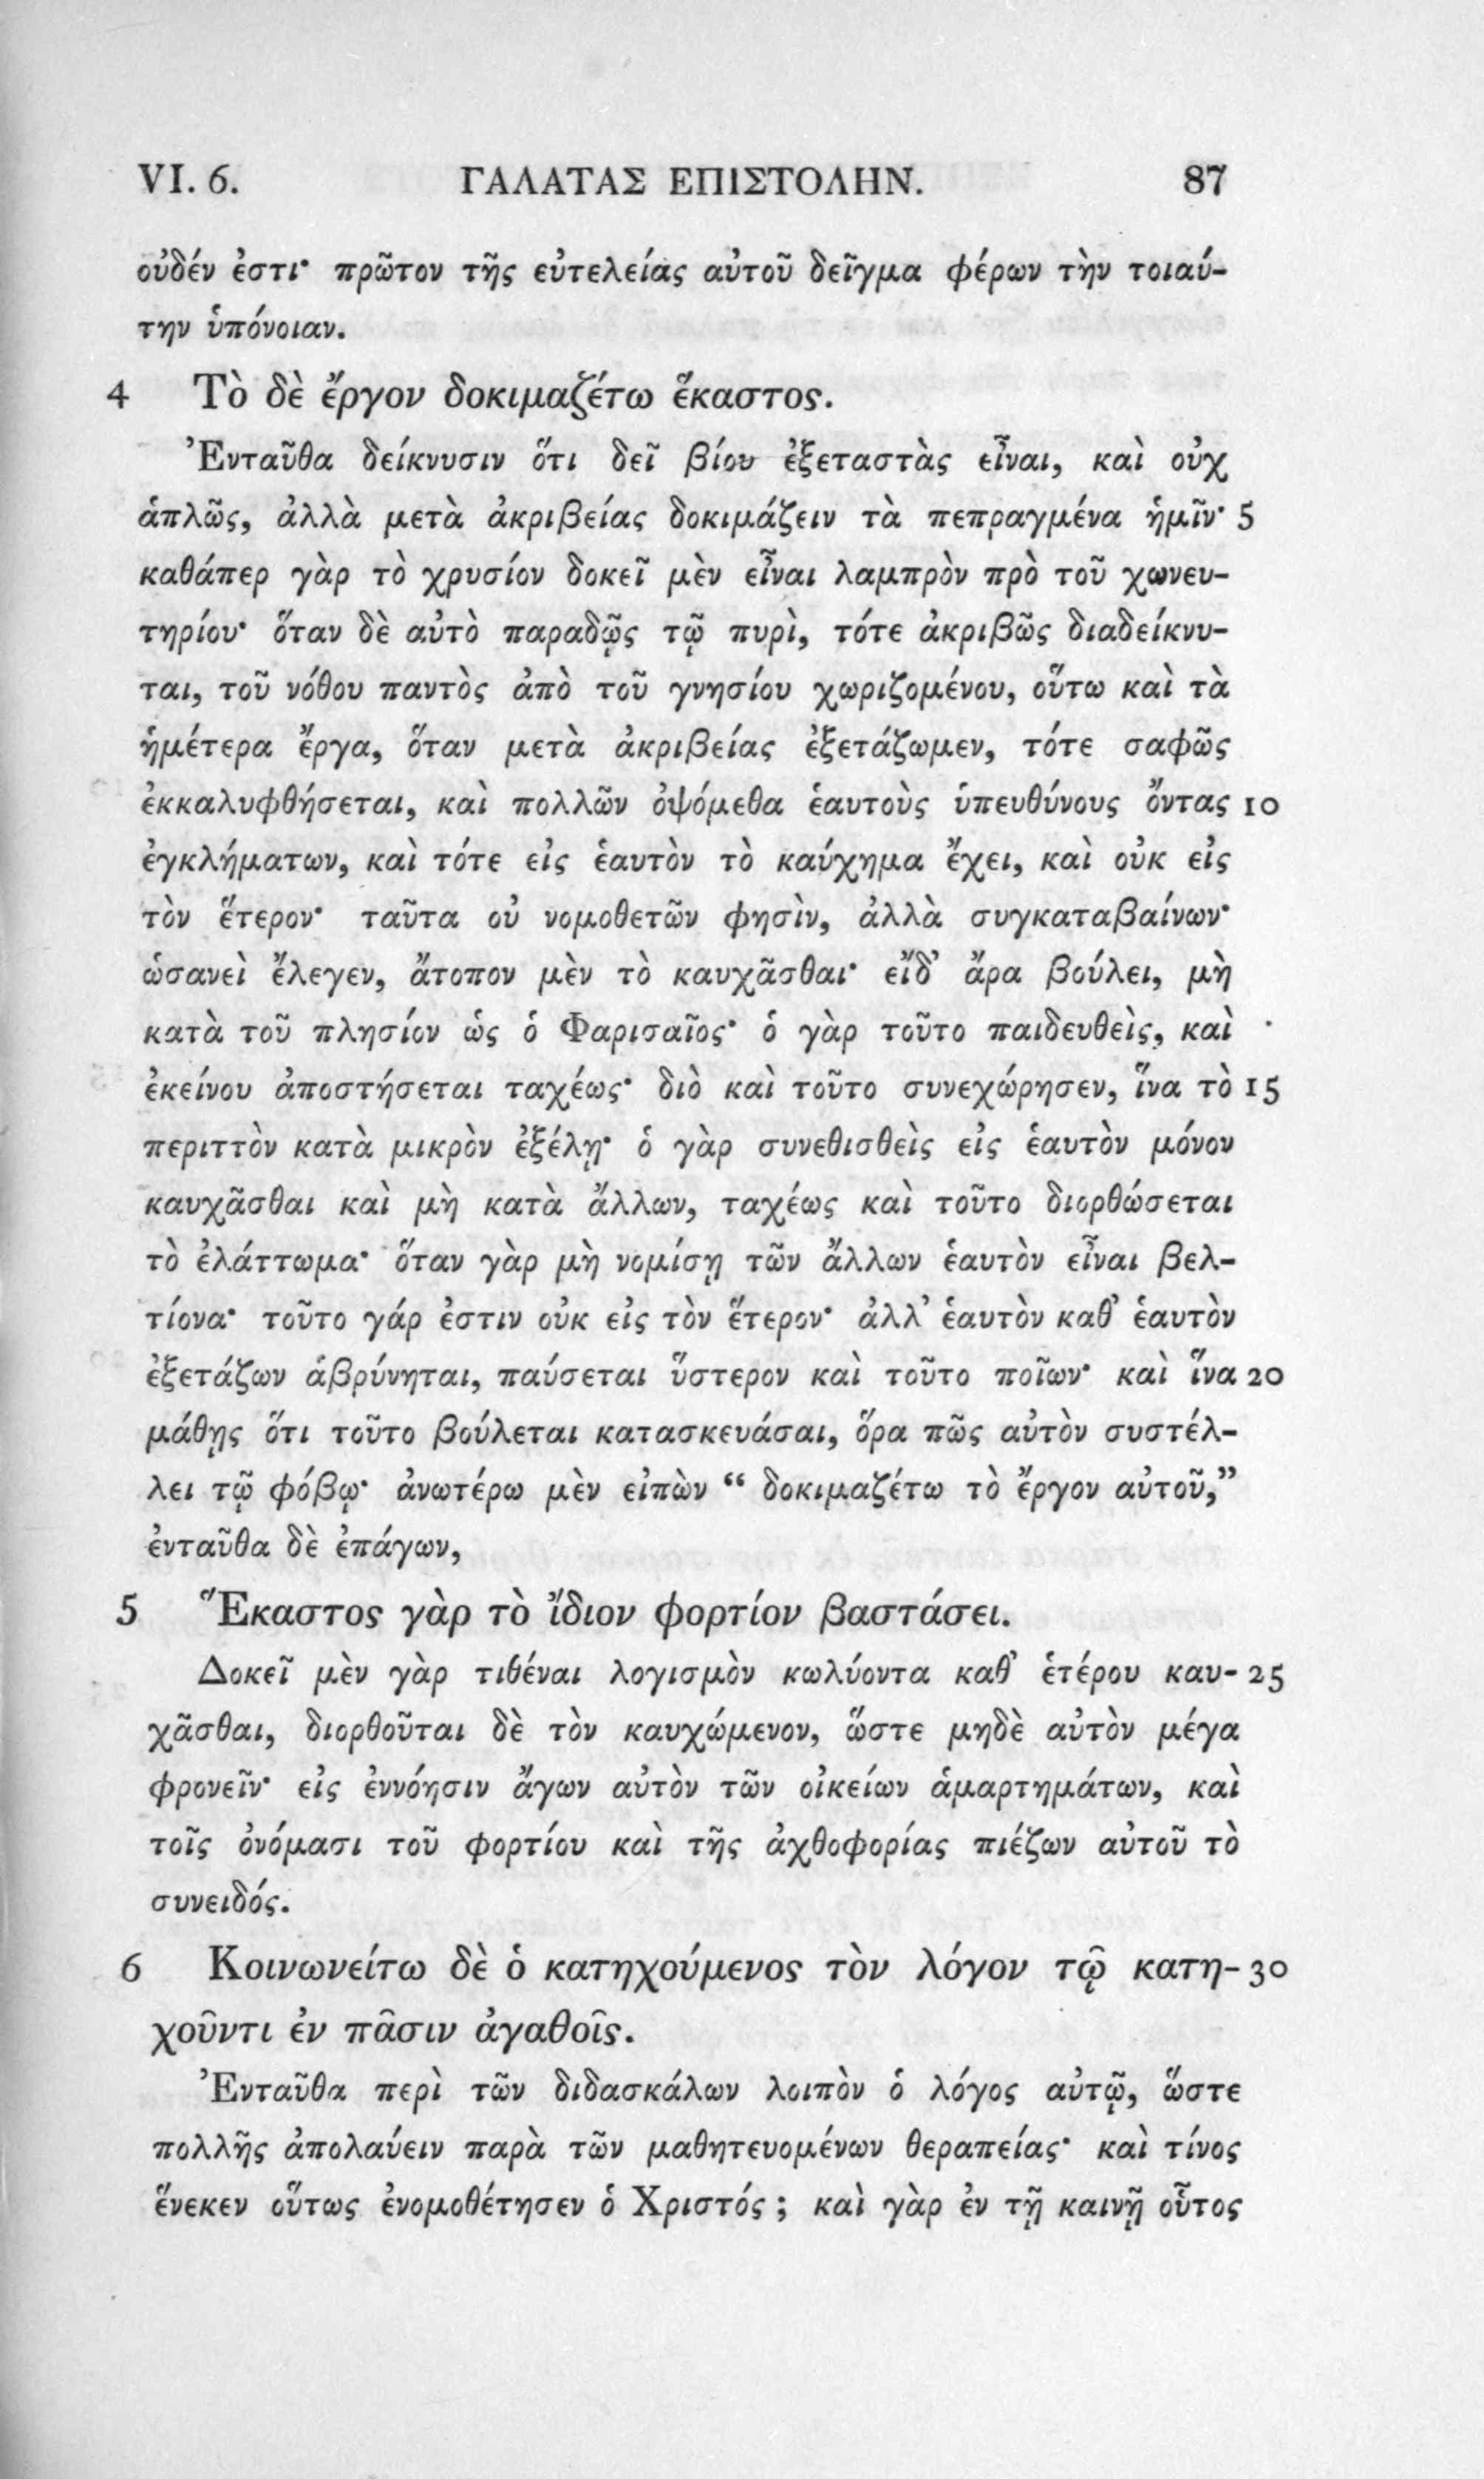 VI. 6. ΓΑΛΑΤΑΣ ΕΠΙΣΤΟΛΗΝ. 87
οὐδέν ἐστι· πρῶτον τῆς εὐτελείας αὐτοῦ δεῖγμα φέρων τὴν τοιαύ-
την ὑπόνοιαν.
4 Τὸ δὲ ἔργον δοκιμαζέτω ἕκαστος.
Ἐνταῦθα δείκνυσιν ὅτι δεῖ βίου ἐξεταστὰς εἶναι, καὶ οὐχ
ἁπλῶς, ἀλλὰ μετὰ ἀκριβείας δοκιμάζειν τὰ πεπραγμένα ἡμῖν· 5
καθάπερ γὰρ τὸ χρυσίον δοκεῖ μὲν εἶναι λαμπρὸν πρὸ τοῦ χωνευ-
τηρίου· ὅταν δὲ αὐτὸ παραδῷς τῷ πυρὶ, τότε ἀκριβῶς διαδείκνυ-
ται, τοῦ νόθου παντὸς ἀπὸ τοῦ γνησίου χωριζομένου, οὕτω καὶ τὰ
ἡμέτερα ἔργα, ὅταν μετὰ ἀκριβείας ἐξετάζωμεν, τότε σαφῶς
ἐκκαλυφθήσεται, καὶ πολλῶν ὀψόμεθα ἑαυτοὺς ὑπευθύνους ὄντας 10
ἐγκλήματων, καὶ τότε εἰς ἑαυτὸν τὸ καύχημα ἔχει, καὶ οὐκ εἰς
τὸν ἕτερον· ταῦτα οὐ νομοθετῶν φησὶν, ἀλλὰ συγκαταβαίνων·
ὡσανεὶ ἔλεγεν, ἄτοπον μὲν τὸ καυχᾶσθαι· εἴδ’ ἄρα βούλει, μὴ
κατὰ τοῦ πλησίον ὡς ὁ Φαρισαῖος· ὁ γὰρ τοῦτο παιδευθεὶς, καὶ
ἐκείνου ἀποστήσεται ταχέως· διὸ καὶ τοῦτο συνεχώρησεν, ἵνα τὸ 15
περιττὸν κατὰ μικρὸν ἐξέλῃ· ὁ γὰρ συνεθισθεὶς εἰς ἑαυτὸν μόνον
καυχᾶσθαι καὶ μὴ κατὰ ἄλλων, ταχέως καὶ τοῦτο διορθώσεται
τὸ ἐλάττωμα· ὅταν γὰρ μὴ νομίσῃ τῶν ἄλλων ἑαυτὸν εἶναι βελ-
τίονα· τοῦτο γάρ ἐστιν οὐκ εἰς τὸν ἕτερον· ἀλλ’ ἑαυτὸν καθ’ ἑαυτὸν
ἐξετάζων ἁβρύνηται, παύσεται ὕστερον καὶ τοῦτο ποῖων· καὶ ἵνα 20
μάθῃς ὅτι τοῦτο βούλεται κατασκευάσαι, ὅρα πῶς αὐτὸν συστέλ-
λει τῷ φόβῳ· ἀνωτέρω μὲν εἰπὼν “ δοκιμαζέτω τὸ ἔργον αὐτοῦ,”
ἐνταῦθα δὲ ἐπάγων,
5 Ἕκαστος γὰρ τὸ ἴδιον φορτίον βαστάσει.
Δοκεῖ μὲν γὰρ τιθέναι λογισμὸν κωλύοντα καθ’ ἑτέρου καυ- 25
χᾶσθαι, διορθοῦται δὲ τὸν καυχώμενον, ὥστε μηδὲ αὐτὸν μέγα
φρονεῖν· εἰς ἐννόησιν ἄγων αὐτὸν τῶν οἰκείων ἁμαρτημάτων, καὶ
τοῖς ὀνόμασι τοῦ φορτίου καὶ τῆς ἀχθοφορίας πιέζων αὐτοῦ τὸ
συνειδός.
6 Κοινωνείτω δὲ ὁ κατηχούμενος τὸν λόγον τῷ κατη- 30
χοῦντι ἐν πᾶσιν ἀγαθοῖς.
Ἐνταῦθα περὶ τῶν διδασκάλων λοιπὸν ὁ λόγος αὐτῷ, ὥστε
πολλῆς ἀπολαύειν παρὰ τῶν μαθητευομένων θεραπείας· καὶ τίνος
ἕνεκεν οὕτως ἐνομοθέτησεν ὁ Χριστός ; καὶ γὰρ ἐν τῇ καινῇ οὗτος